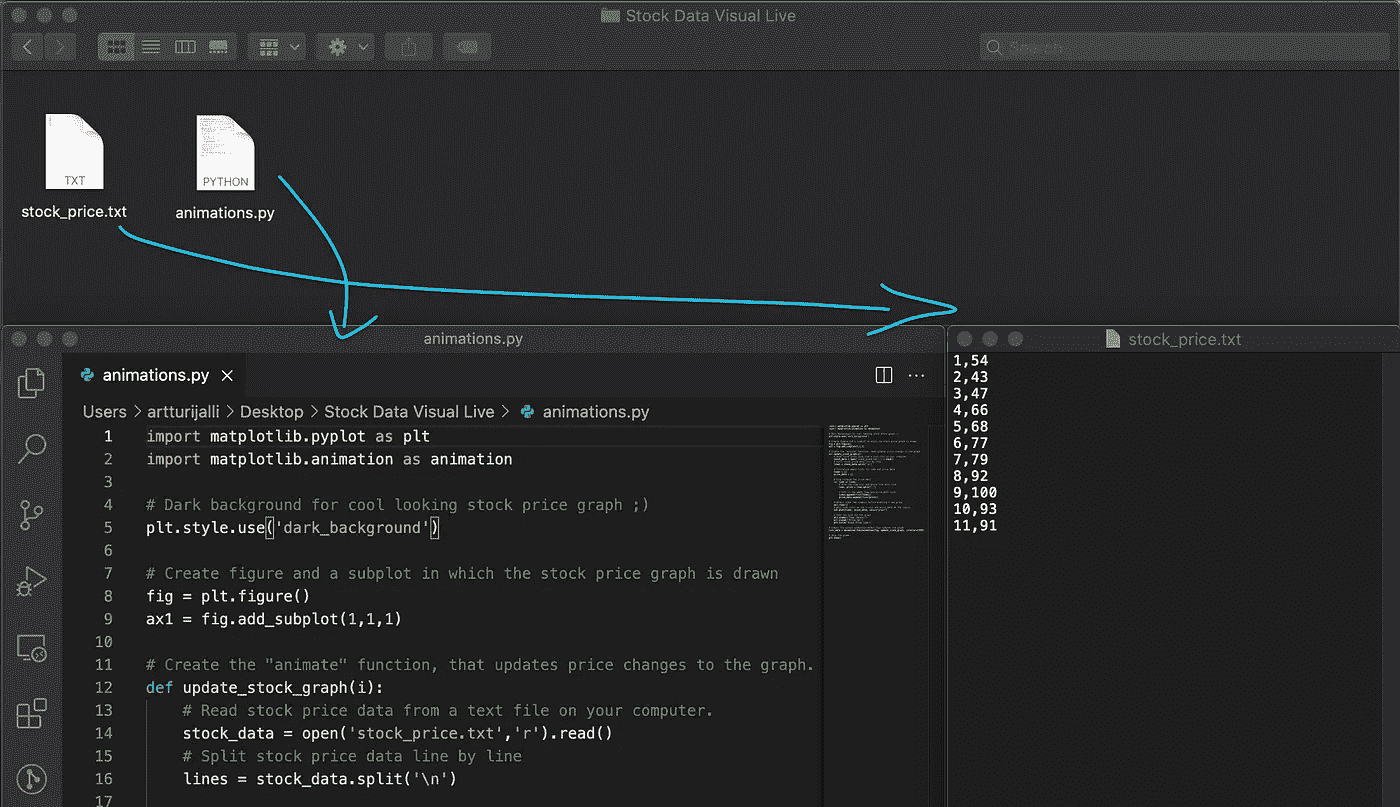 Stock Data Visual Live
Search
TXT
PYTHON
stock_price.txt
animations.py
animations.py
animations.py
Users > artturijalli > Desktop > Stock Data Visual Live > animations.py
1 import matplotlib.pyplot as plt
2 import matplotlib.animation as animation
3
4 # Dark background for cool looking stock price graph ;)
5 plt.style.use('dark_background')
6
7 # Create figure and a subplot in which the stock price graph is drawn
8 fig = plt.figure()
9 ax1 = fig.add_subplot(1,1,1)
10
11 # Create the "animate" function, that updates price changes to the graph.
12 def update_stock_graph(i):
13 # Read stock price data from a text file on your computer.
14 stock_data = open('stock_price.txt','r').read()
15 # Split stock price data line by line
16 lines = stock_data.split('\n')
17
stock_price.txt
1,54
2,43
3,47
4,66
5,68
6,77
7,79
8,92
9,100
10,93
11,91